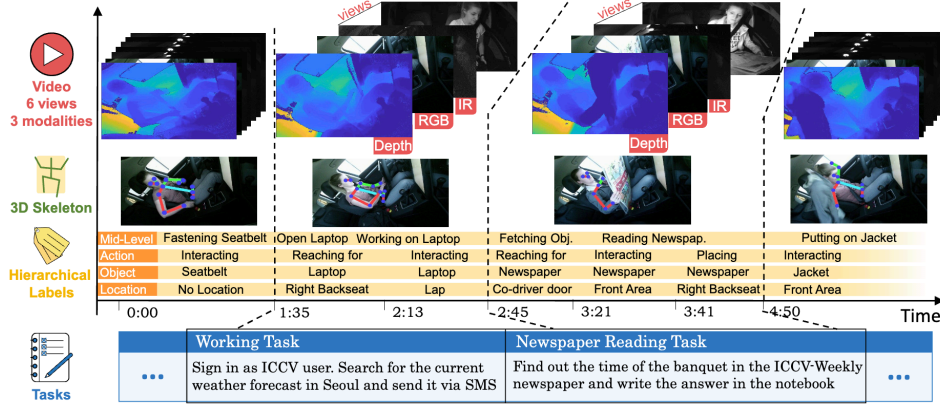 views
views
Video
6 views
3 modalities
IR
RGB
Depth
IR
RGB
Depth
3D Skeleton
Hierarchical
Labels
Mid-Level Fastening Seatbelt Open Laptop Working on Laptop Fetching Obj. Reading Newspap. Putting on Jacket
Action Interacting Reaching for Interacting Reaching for Interacting Placing Interacting
Object Seatbelt Laptop Laptop Newspaper Newspaper Newspaper Jacket
Location No Location Right Backseat Lap Co-driver door Front Area Right Backseat Front Area
0:00 1:35 2:13 2:45 3:21 3:41 4:50 Time
Tasks
Working Task
Sign in as ICCV user. Search for the current
weather forecast in Seoul and send it via SMS
Newspaper Reading Task
Find out the time of the banquet in the ICCV-Weekly
newspaper and write the answer in the notebook